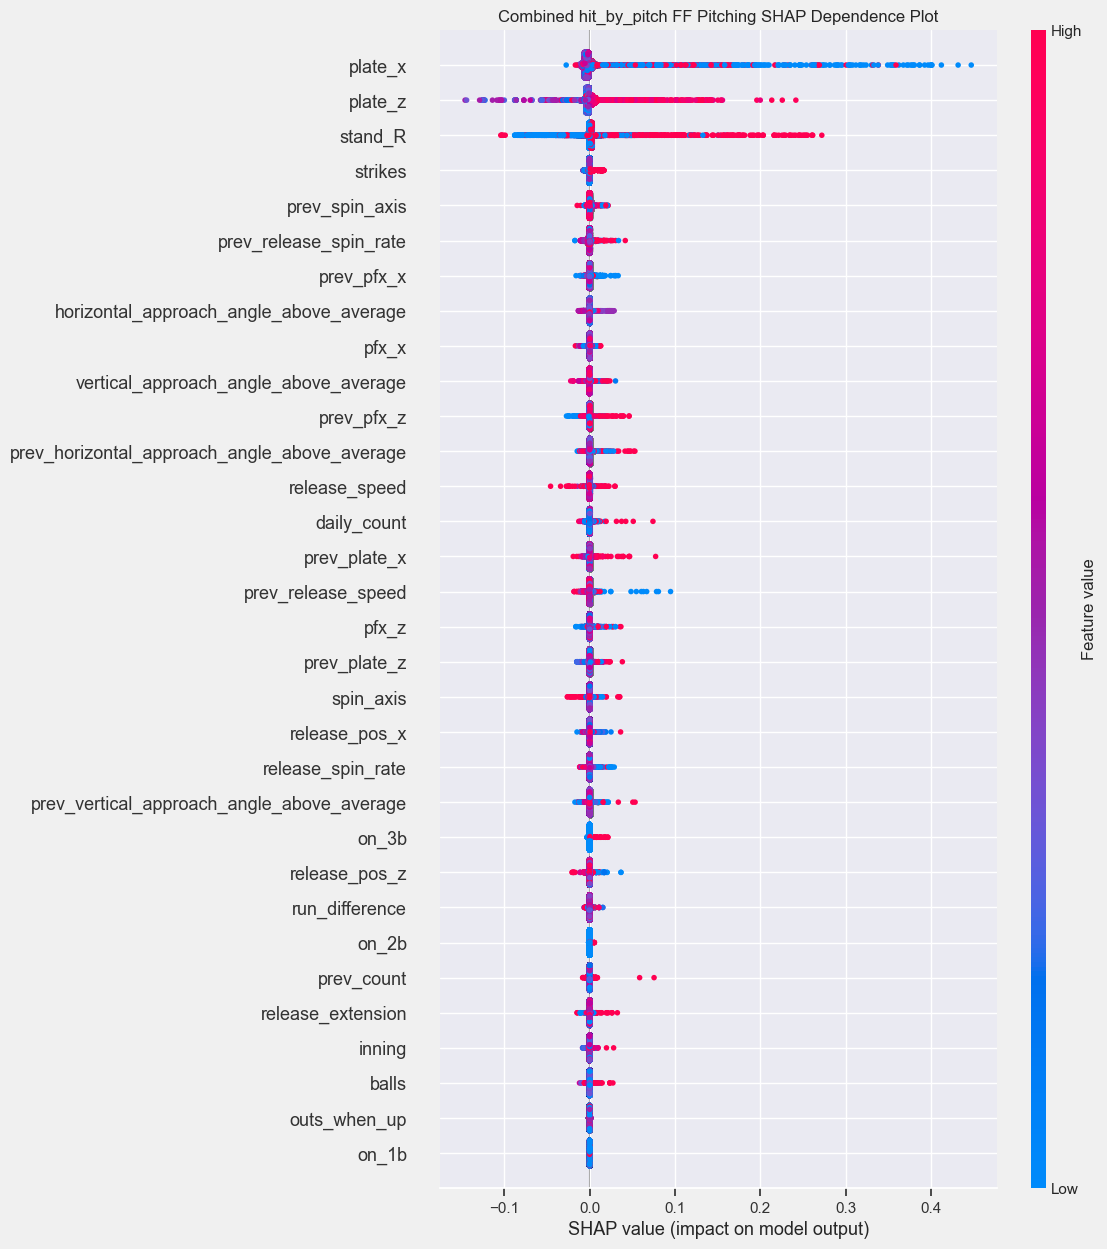 Combined hit_by_pitch FF Pitching SHAP Dependence Plot
High
plate_x
plate_z
stand_R
strikes
prev_spin_axis
prev_release_spin_rate
prev_pfx_x
horizontal_approach_angle_above_average
pfx_x
vertical_approach_angle_above_average
prev_pfx_z
prev_horizontal_approach_angle_above_average
release_speed
daily_count
prev_plate_x
prev_release_speed
pfx_z
prev_plate_z
spin_axis
release_pos_x
release_spin_rate
prev_vertical_approach_angle_above_average
on_3b
release_pos_z
run_difference
on_2b
prev_count
release_extension
inning
balls
outs_when_up
on_1b
Feature value
Low
−0.1 0.0 0.1 0.2 0.3 0.4
SHAP value (impact on model output)